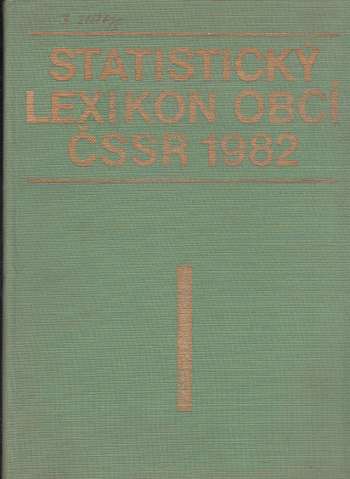 STATISTICKÝ
LEXIKON OBCÍ
ČSSR 1982
I